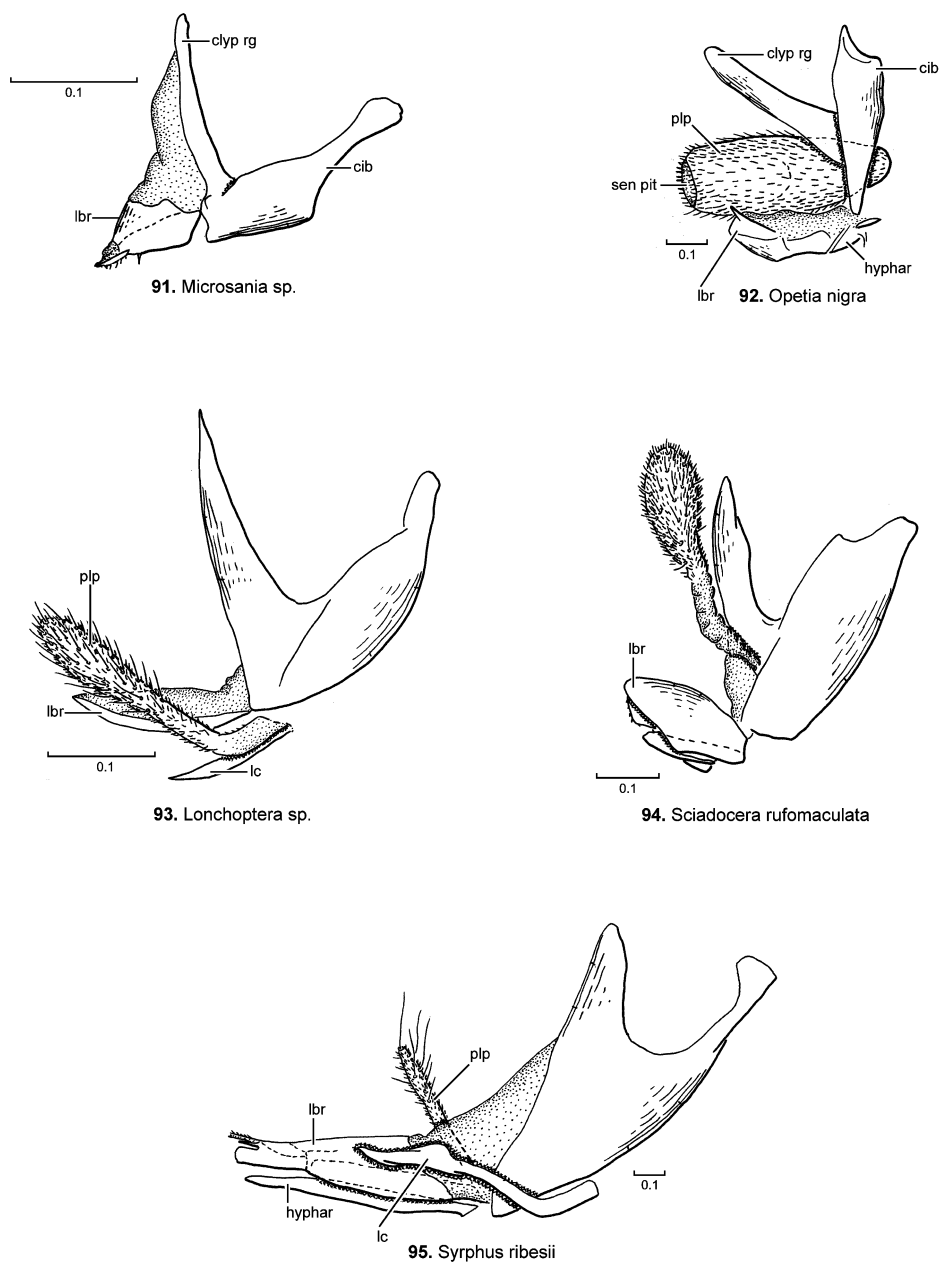 clyp rg
0.1
cib
lbr
91. Microsania sp.
clyp rg
cib
plp
sen pit
0.1
hyphar
lbr
92. Opetia nigra
plp
lbr
0.1
lc
93. Lonchoptera sp.
lbr
0.1
94. Sciadocera rufomaculata
plp
lbr
0.1
hyphar
lc
95. Syrphus ribesii